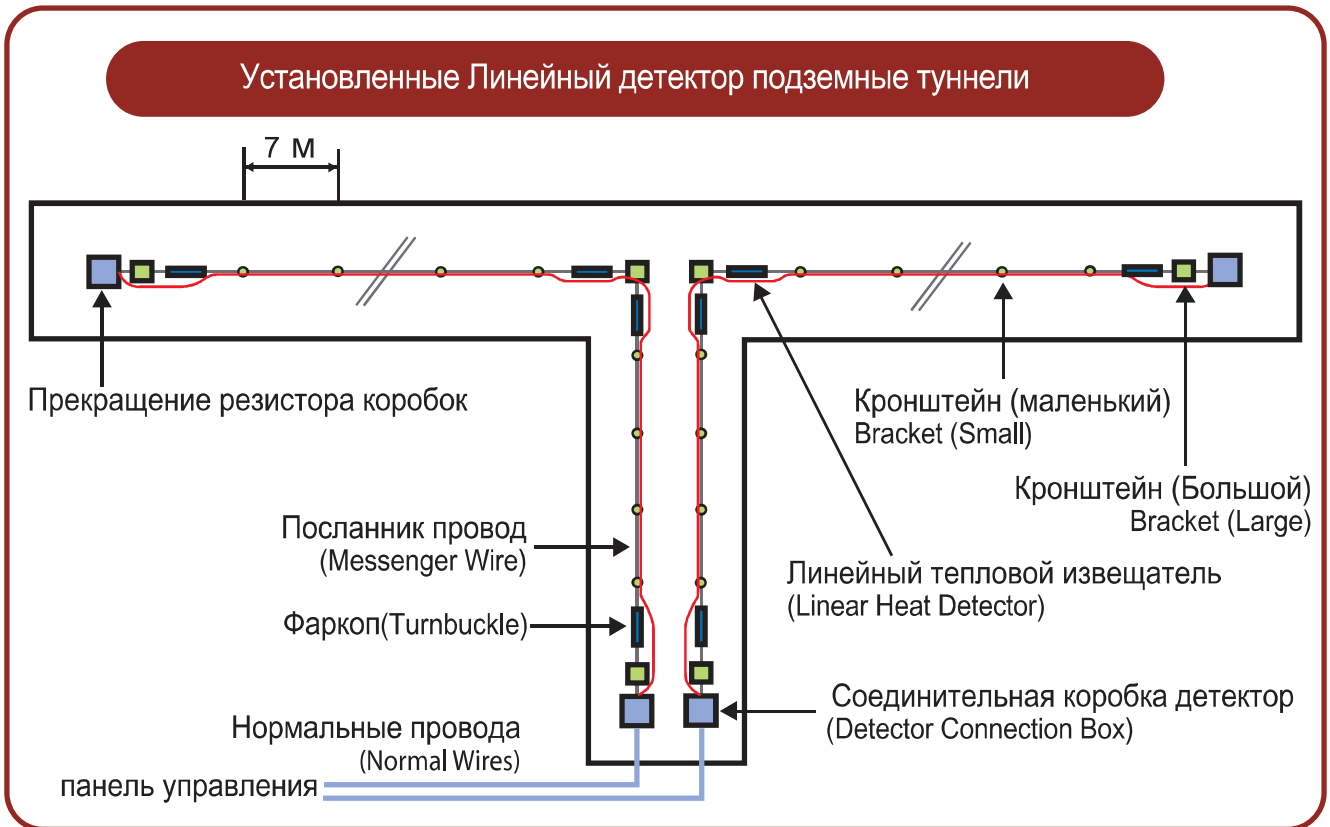 Установленные Линейный детектор подземные туннели
7 м
Прекращение резистора коробок
Кронштейн (маленький)
Bracket (Small)
Кронштейн (Большой)
Bracket (Large)
Посланник провод
(Messenger Wire)
Линейный тепловой извещатель
(Linear Heat Detector)
Фаркоп(Turnbuckle)
Соединительная коробка детектор
(Detector Connection Box)
Нормальные провода
(Normal Wires)
панель управления